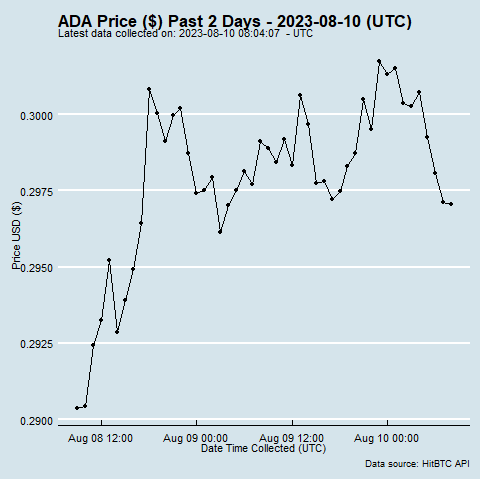 ADA Price ($) Past 2 Days - 2023-08-10 (UTC)
Latest data collected on: 2023-08-10 08:04:07 - UTC
Price USD ($)
0.3000
0.2975
0.2950
0.2925
0.2900
Aug 08 12:00 Aug 09 00:00 Aug 09 12:00 Aug 10 00:00
Date Time Collected (UTC)
Data source: HitBTC API